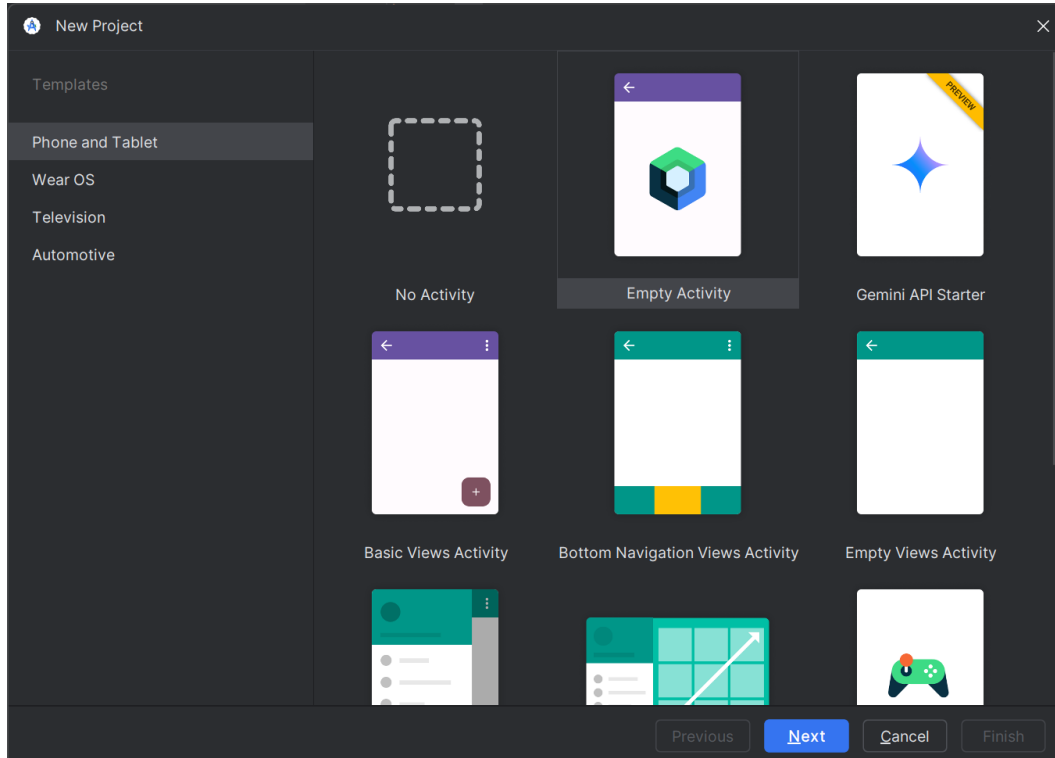 New Project
Templates
Phone and Tablet
Wear OS
Television
Automotive
No Activity
Empty Activity
PREVIEW
Gemini API Starter
Basic Views Activity
Bottom Navigation Views Activity
Empty Views Activity
Previous
Next
Cancel
Finish